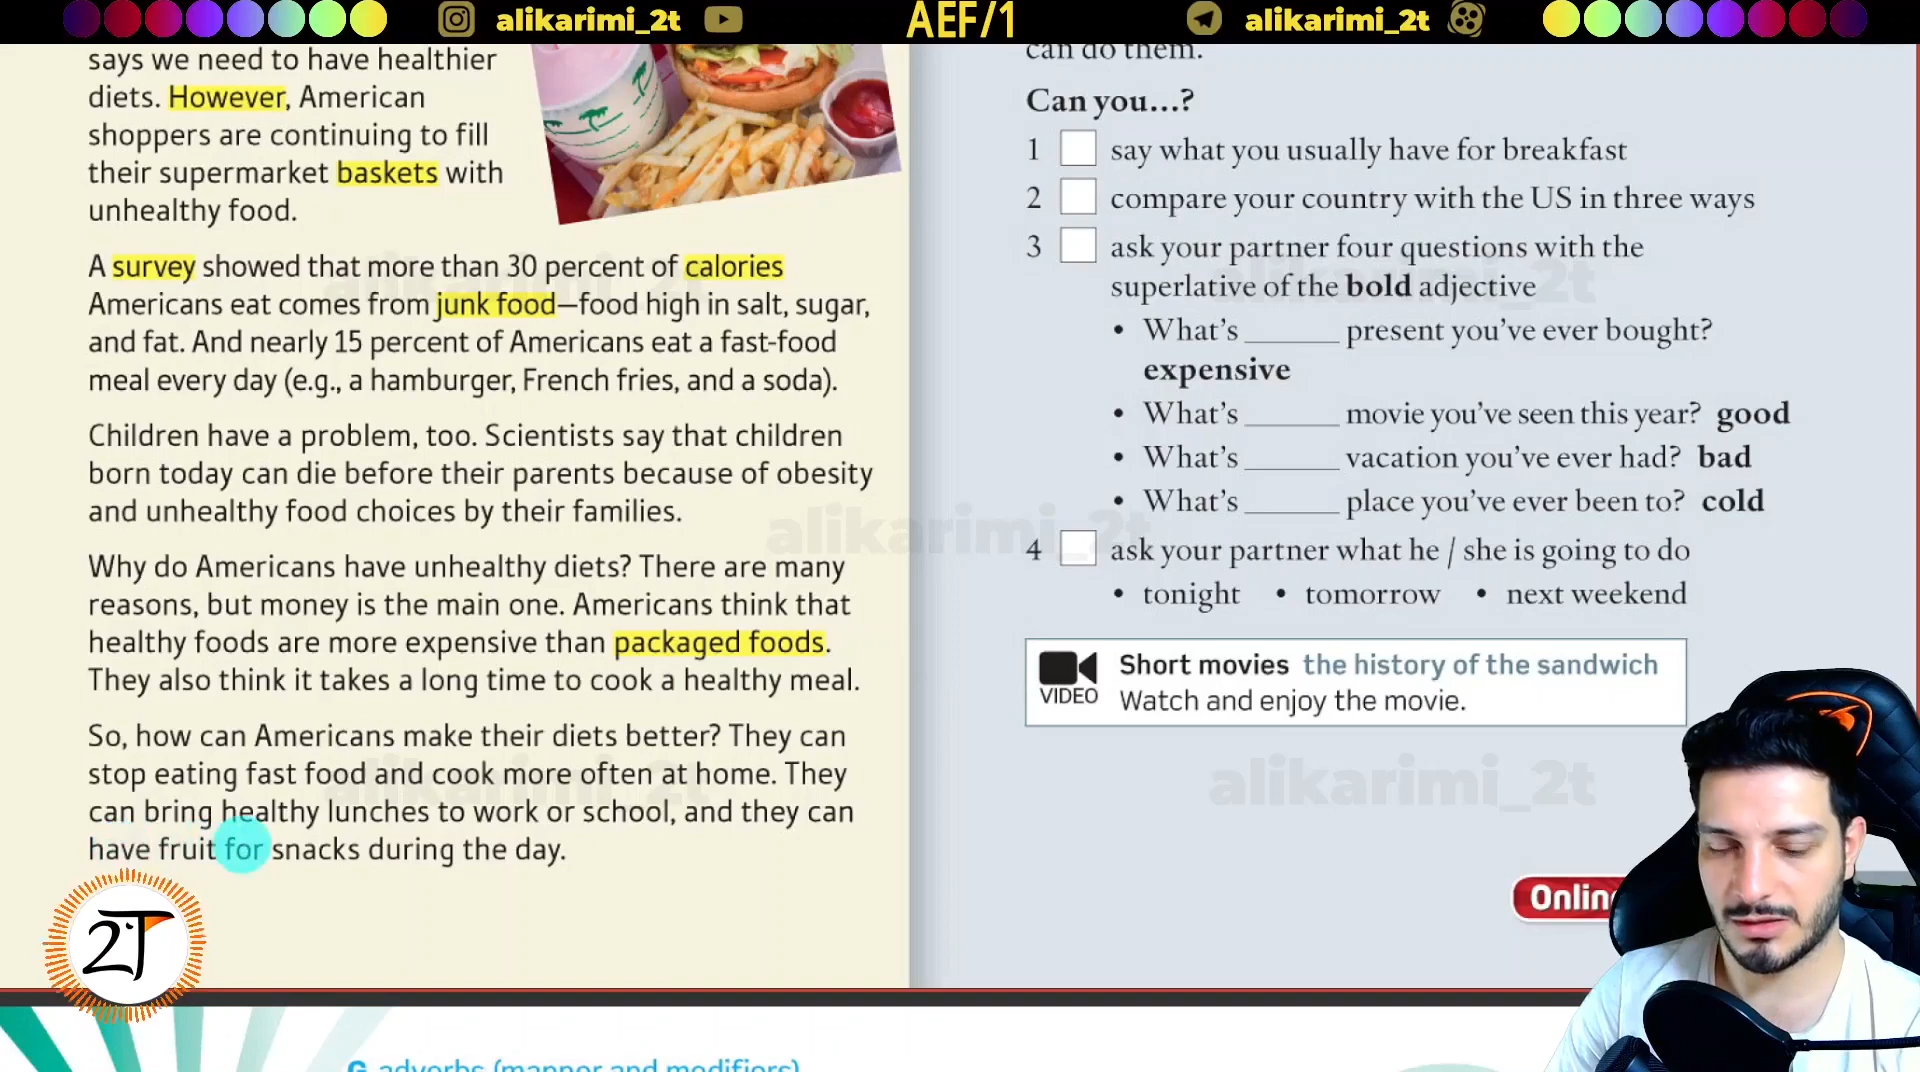 alikarimi_2t
AEF/1
alikarimi_2t
says we need to have healthier
diets. However, American
shoppers are continuing to fill
their supermarket baskets with
unhealthy food.
A survey showed that more than 30 percent of calories
Americans eat comes from junk food—food high in salt, sugar,
and fat. And nearly 15 percent of Americans eat a fast-food
meal every day (e.g., a hamburger, French fries, and a soda).
Children have a problem, too. Scientists say that children
born today can die before their parents because of obesity
and unhealthy food choices by their families.
Why do Americans have unhealthy diets? There are many
reasons, but money is the main one. Americans think that
healthy foods are more expensive than packaged foods.
They also think it takes a long time to cook a healthy meal.
So, how can Americans make their diets better? They can
stop eating fast food and cook more often at home. They
can bring healthy lunches to work or school, and they can
have fruit for snacks during the day.
2T
can do them.
Can you...?
1 say what you usually have for breakfast
2 compare your country with the US in three ways
3 ask your partner four questions with the
superlative of the bold adjective
• What's ______ present you've ever bought?
expensive
• What's ______ movie you've seen this year? good
• What's ______ vacation you've ever had? bad
• What's ______ place you've ever been to? cold
4 ask your partner what he / she is going to do
• tonight • tomorrow • next weekend
VIDEO
Short movies the history of the sandwich
Watch and enjoy the movie.
alikarimi_2t
alikarimi_2t
alikarimi_2t
alikarimi_2t
alikarimi_2t
Onlin
G adverbs (manner and modifiers)